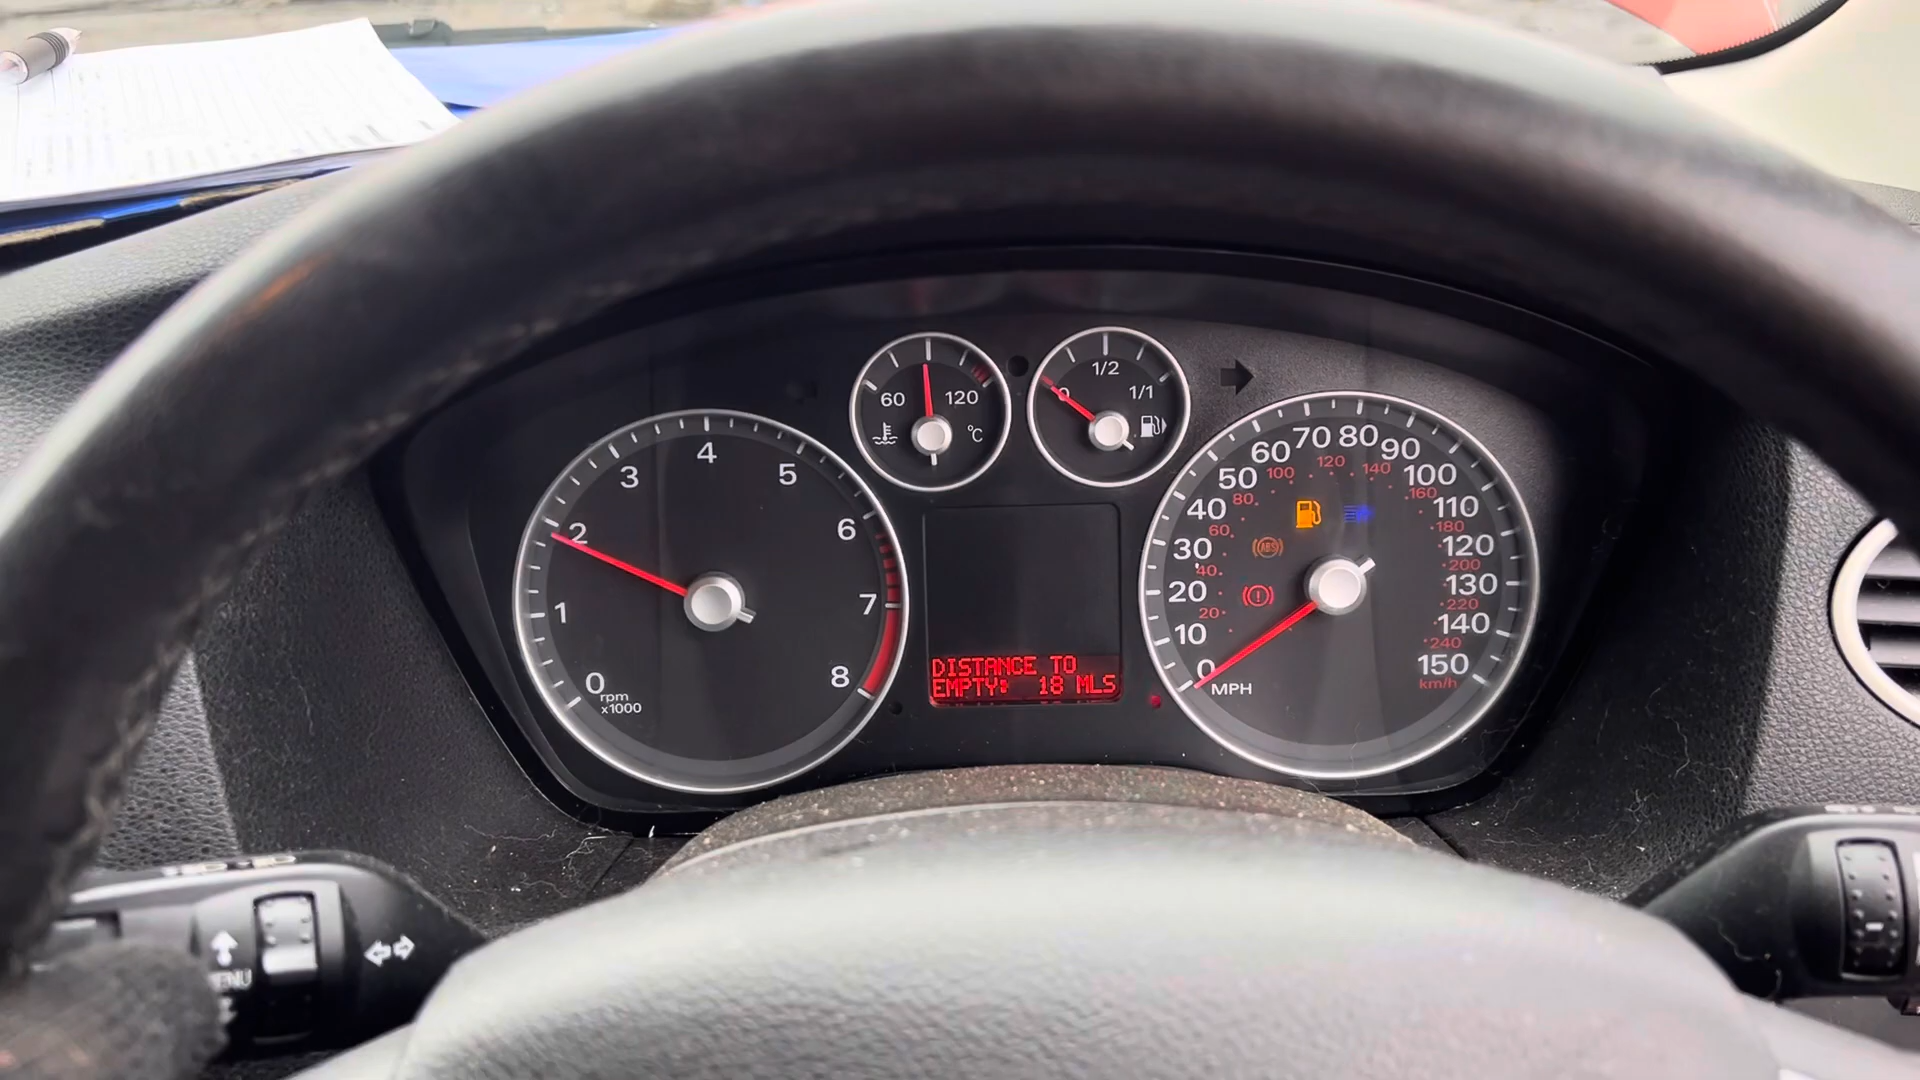 60 120
°C
0 1/2 1/1
0 1 2 3 4 5 6 7 8
rpm
x1000
DISTANCE TO
EMPTY: 18 MLS
0 10 20 30 40 50 60 70 80 90 100 110 120 130 140 150
20 40 60 80 100 120 140 160 180 200 220 240
MPH
km/h
ABS
MENU